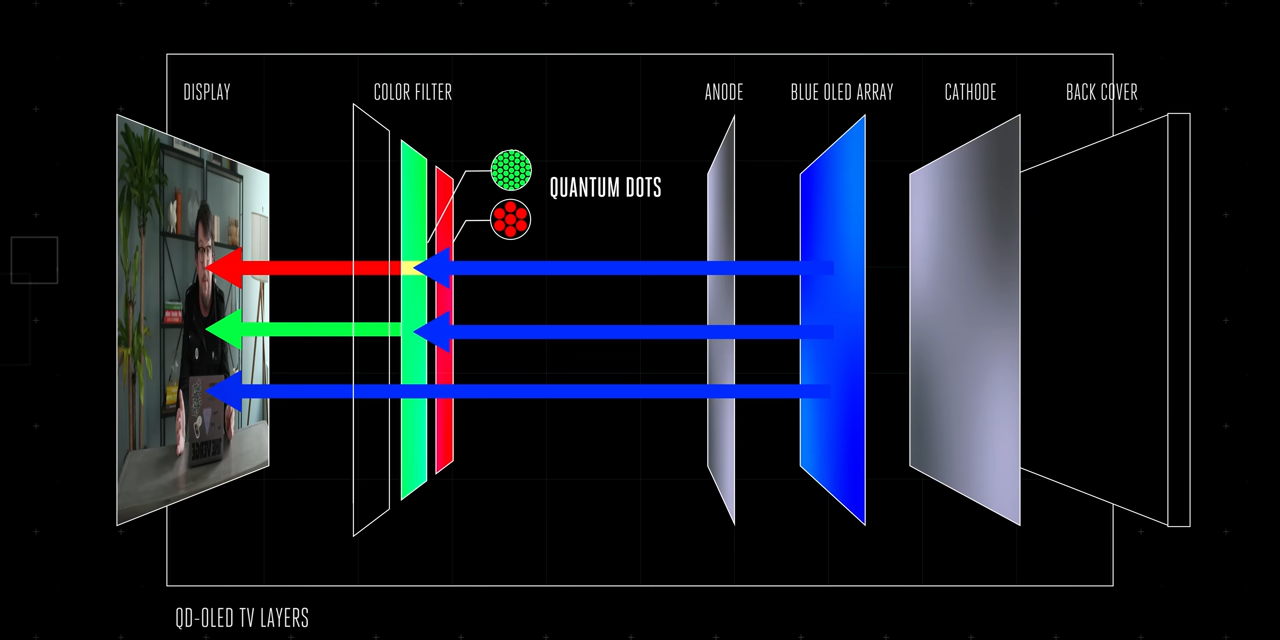 DISPLAY
COLOR FILTER
ANODE
BLUE OLED ARRAY
CATHODE
BACK COVER
QUANTUM DOTS
QD-OLED TV LAYERS